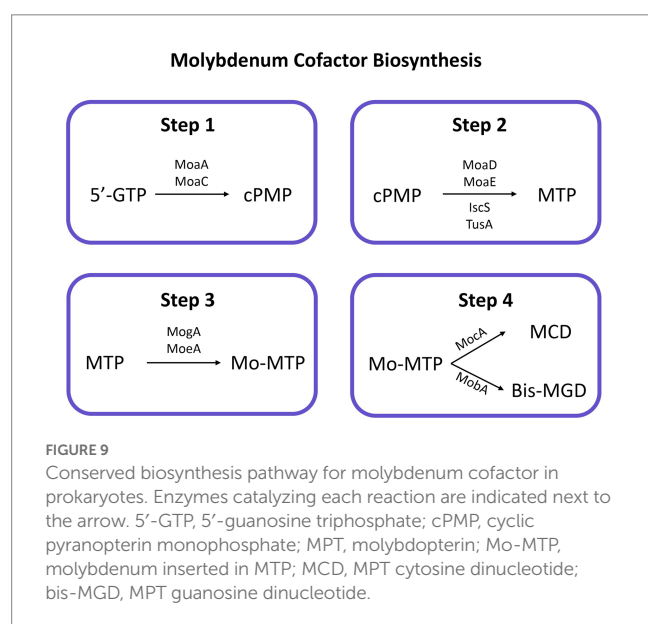 Molybdenum Cofactor Biosynthesis
Step 1
MoaA
MoaC
5′-GTP
cPMP
Step 2
MoaD
MoaE
cPMP
MTP
IscS
TusA
Step 3
MogA
MoeA
MTP
Mo-MTP
Step 4
MocA
MCD
Mo-MTP
MobA
Bis-MGD
FIGURE 9
Conserved biosynthesis pathway for molybdenum cofactor in
prokaryotes. Enzymes catalyzing each reaction are indicated next to
the arrow. 5′-GTP, 5′-guanosine triphosphate; cPMP, cyclic
pyranopterin monophosphate; MPT, molybdopterin; Mo-MTP,
molybdenum inserted in MTP; MCD, MPT cytosine dinucleotide;
bis-MGD, MPT guanosine dinucleotide.